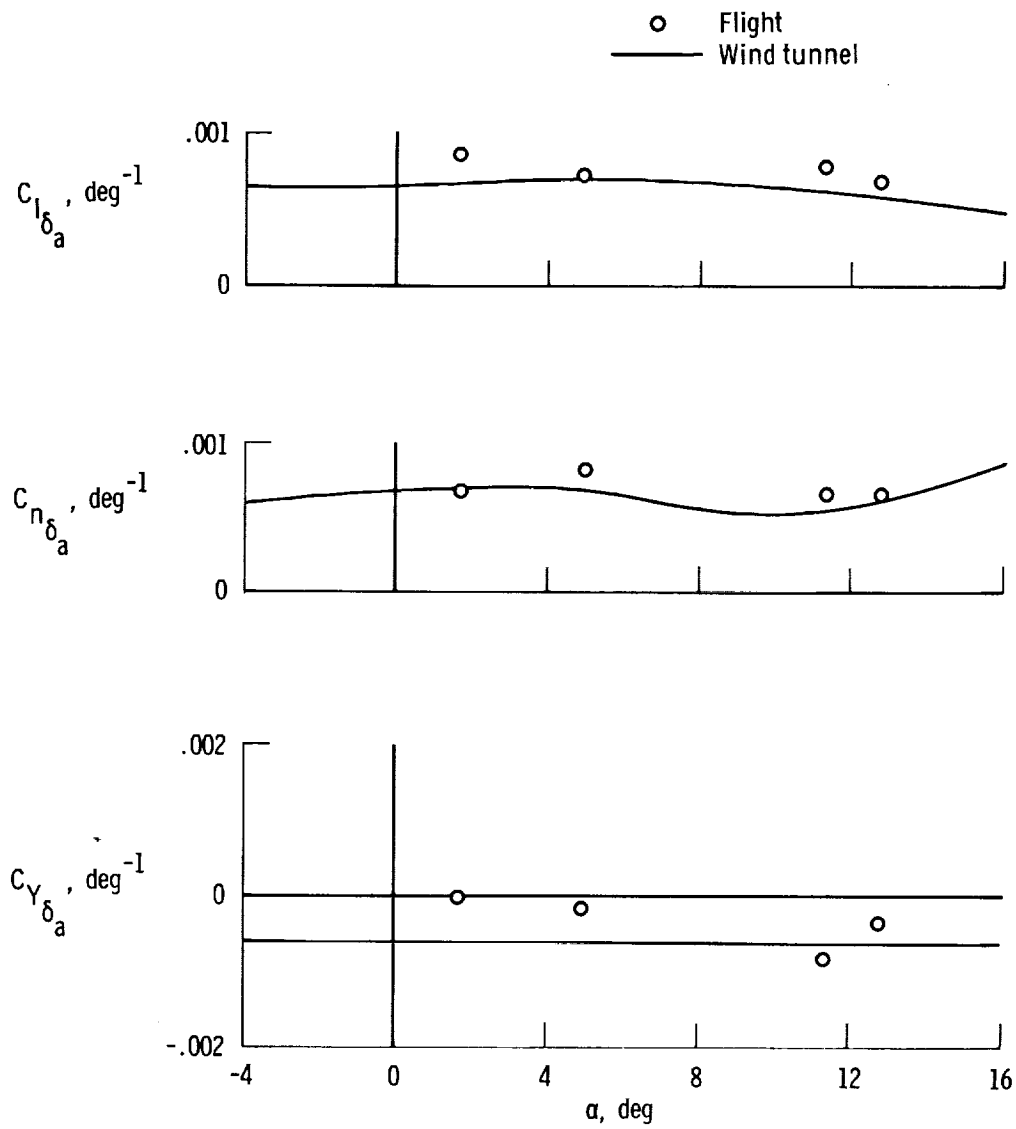 Flight
Wind tunnel
.001
C_{l_{δ_a}}, deg⁻¹
0
.001
C_{n_{δ_a}}, deg⁻¹
0
.002
C_{Y_{δ_a}}, deg⁻¹
0
-.002
-4 0 4 8 12 16
α, deg